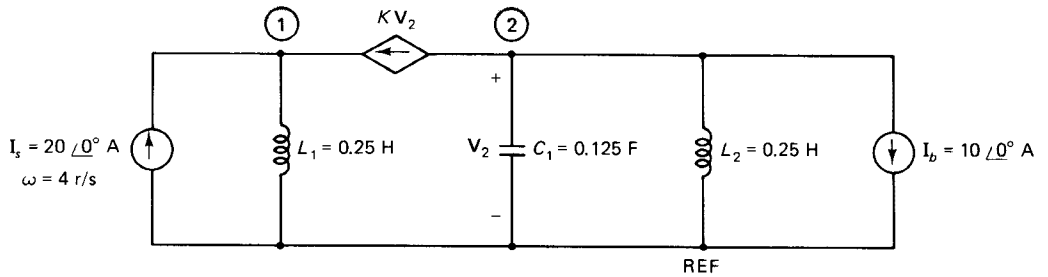 1
KV₂
2
+
Iₛ = 20 ∠0° A
ω = 4 r/s
L₁ = 0.25 H
V₂
C₁ = 0.125 F
L₂ = 0.25 H
I_b = 10 ∠0° A
−
REF